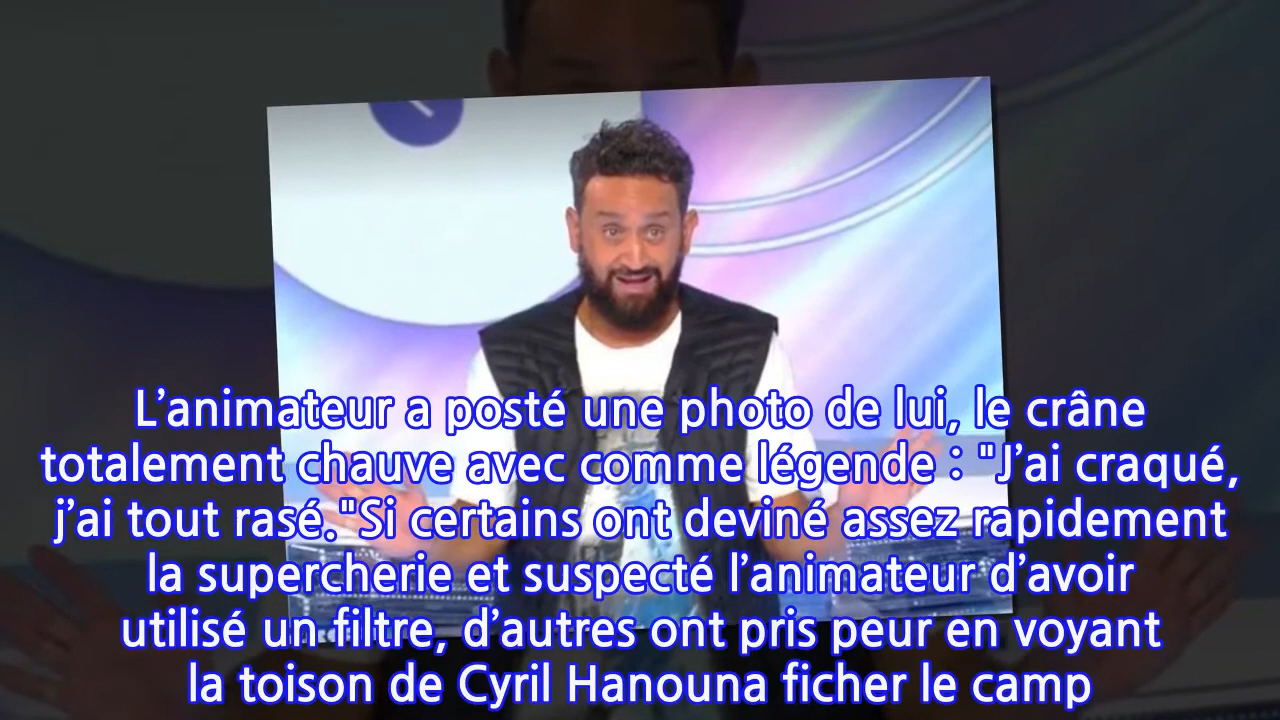 L’animateur a posté une photo de lui, le crâne
totalement chauve avec comme légende : "J’ai craqué,
j’ai tout rasé."Si certains ont deviné assez rapidement
la supercherie et suspecté l’animateur d’avoir
utilisé un filtre, d’autres ont pris peur en voyant
la toison de Cyril Hanouna ficher le camp